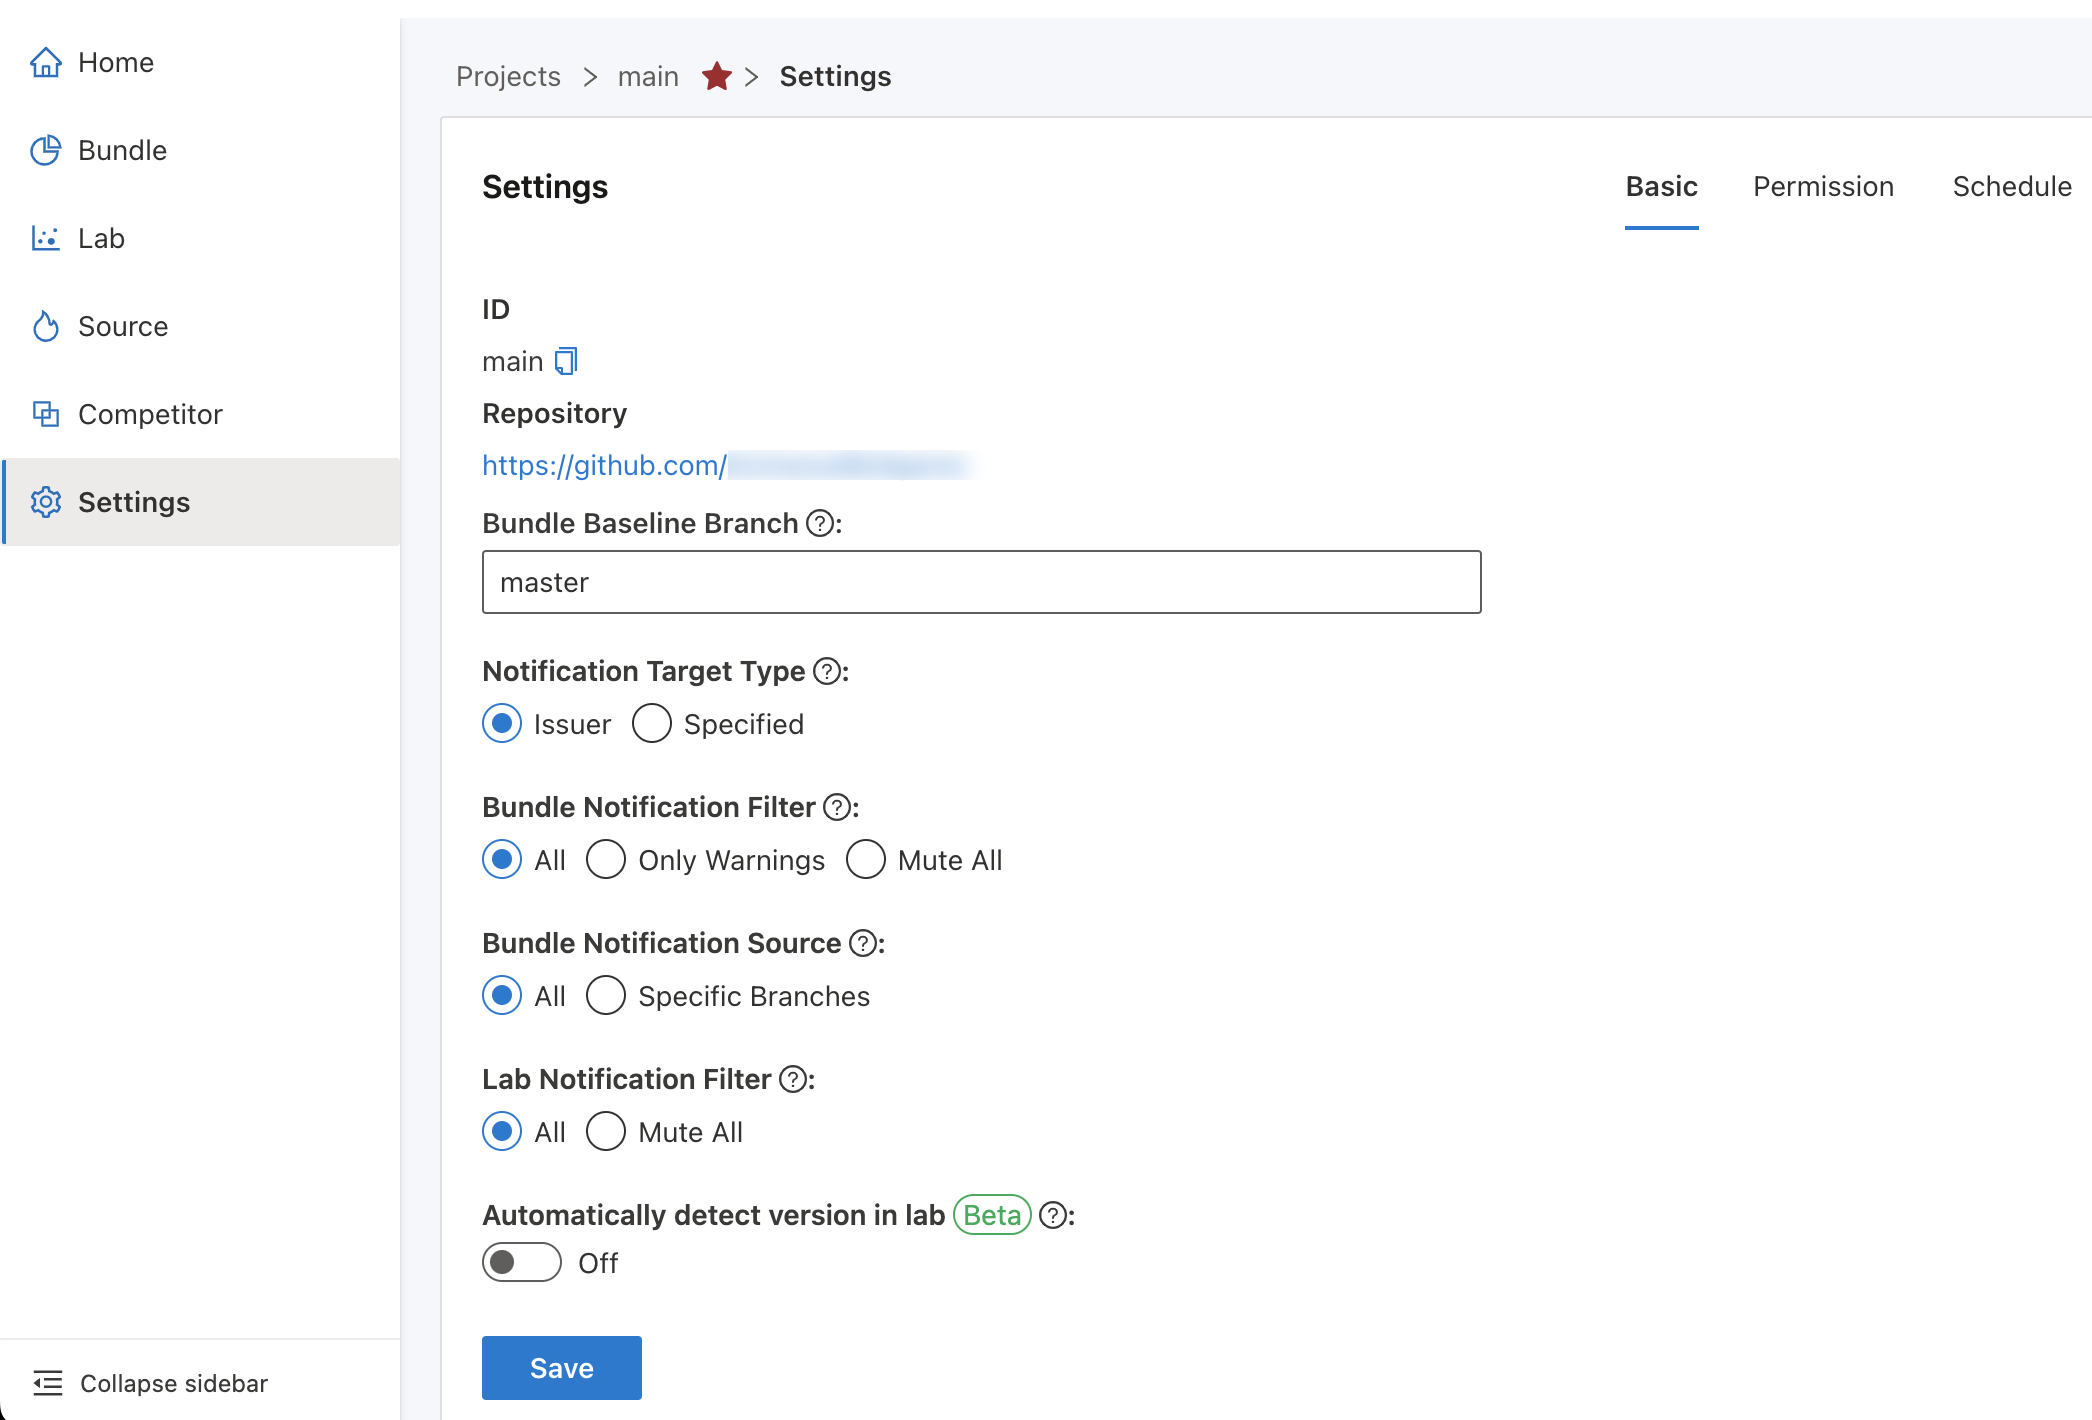 Home
Bundle
Lab
Source
Competitor
Settings
Collapse sidebar
Projects > main > Settings
Settings
Basic Permission Schedule
ID
main
Repository
https://github.com/
Bundle Baseline Branch ?:
master
Notification Target Type ?:
Issuer Specified
Bundle Notification Filter ?:
All Only Warnings Mute All
Bundle Notification Source ?:
All Specific Branches
Lab Notification Filter ?:
All Mute All
Automatically detect version in lab Beta ?:
Off
Save